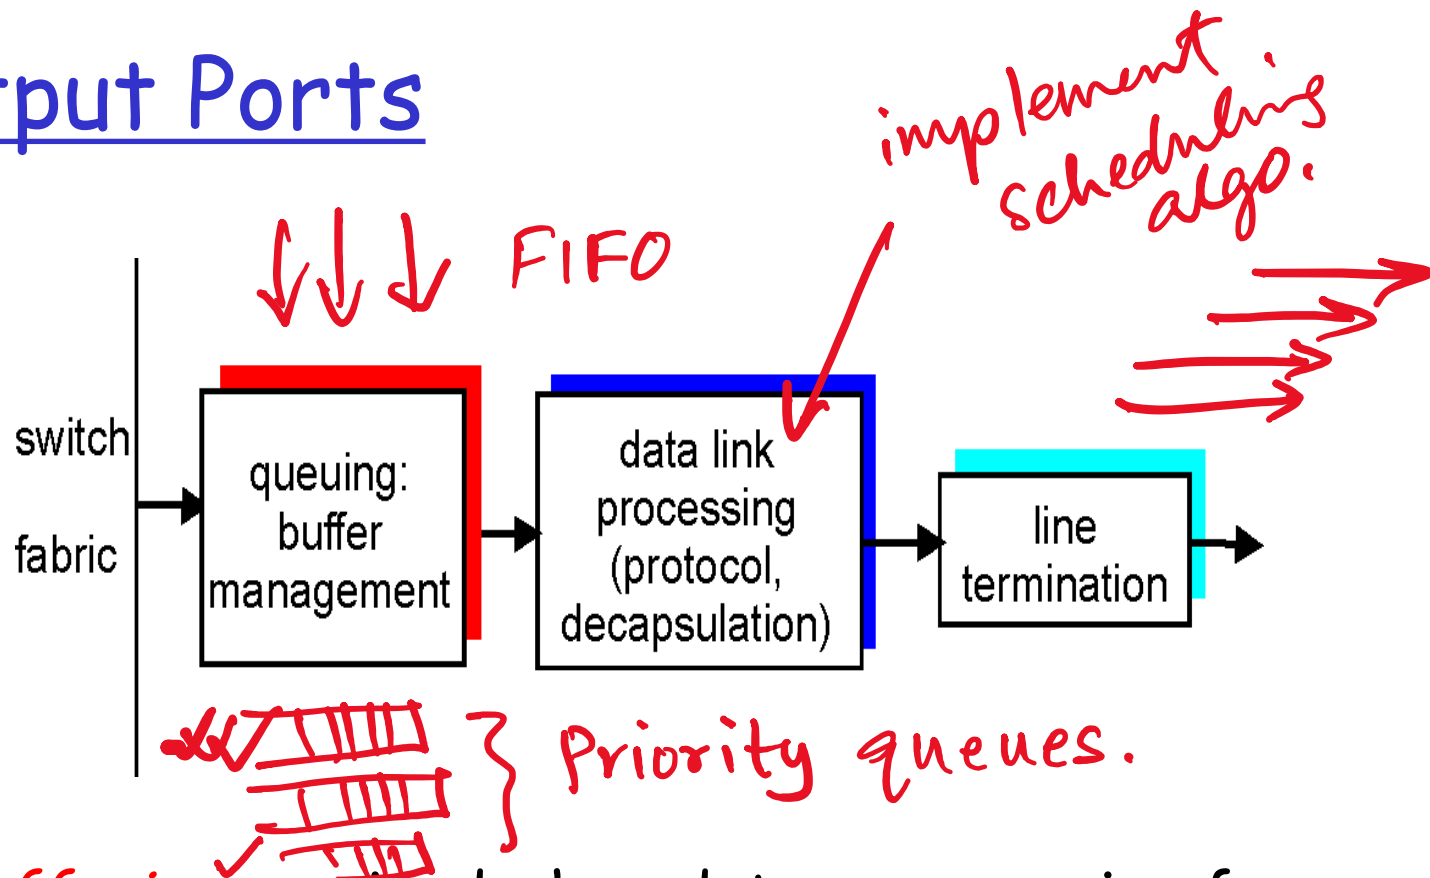 tput Ports
implement
scheduling
algo.
FIFO
switch
fabric
queuing:
buffer
management
data link
processing
(protocol,
decapsulation)
line
termination
Priority queues.